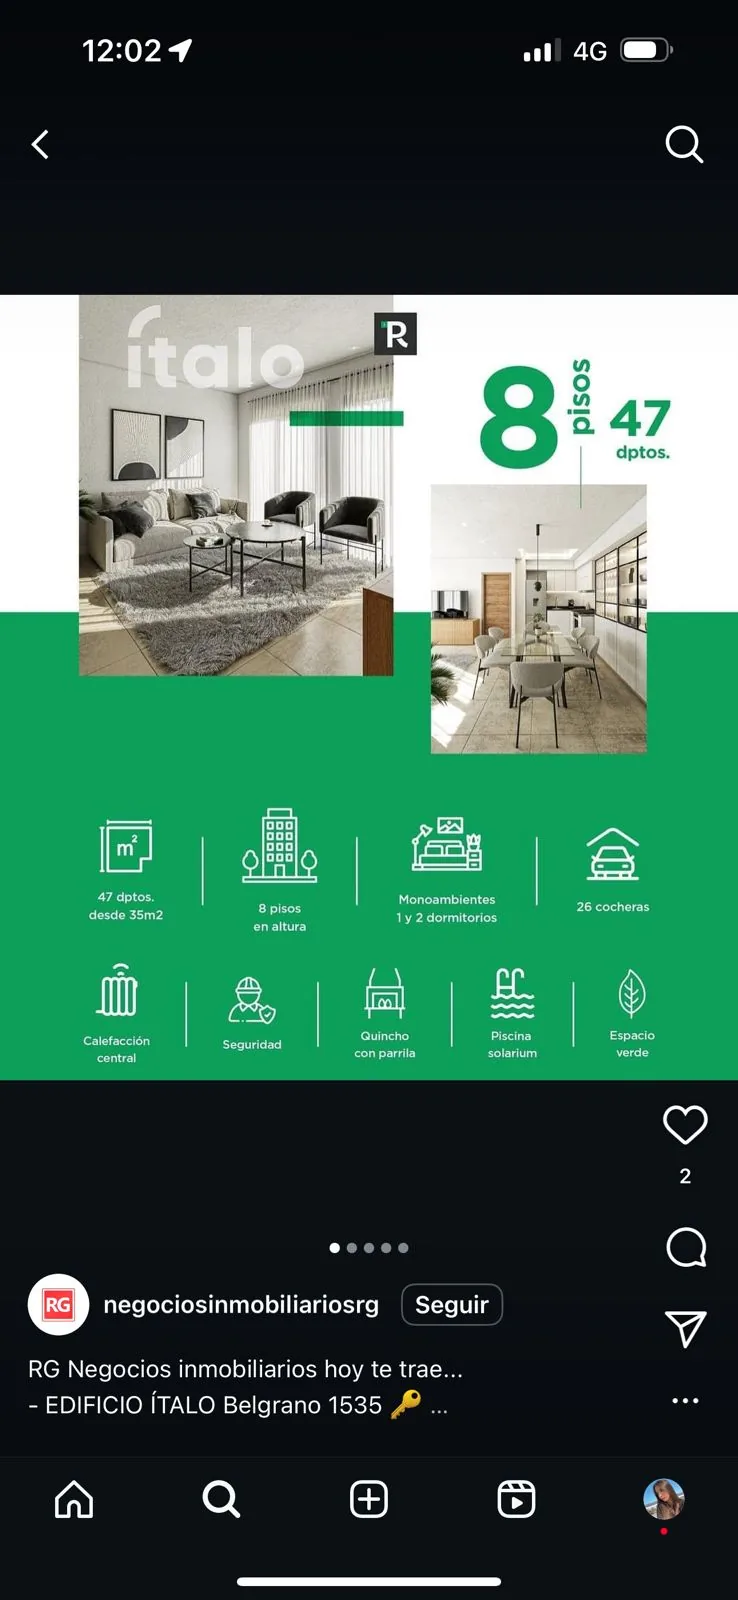 12:02
4G
ítalo
R
8
pisos
47
dptos.
m²
47 dptos.
desde 35m2
8 pisos
en altura
Monoambientes
1 y 2 dormitorios
26 cocheras
Calefacción
central
Seguridad
Quincho
con parrila
Piscina
solarium
Espacio
verde
2
RG
negociosinmobiliariosrg
Seguir
RG Negocios inmobiliarios hoy te trae...
- EDIFICIO ÍTALO Belgrano 1535 🔑 ...